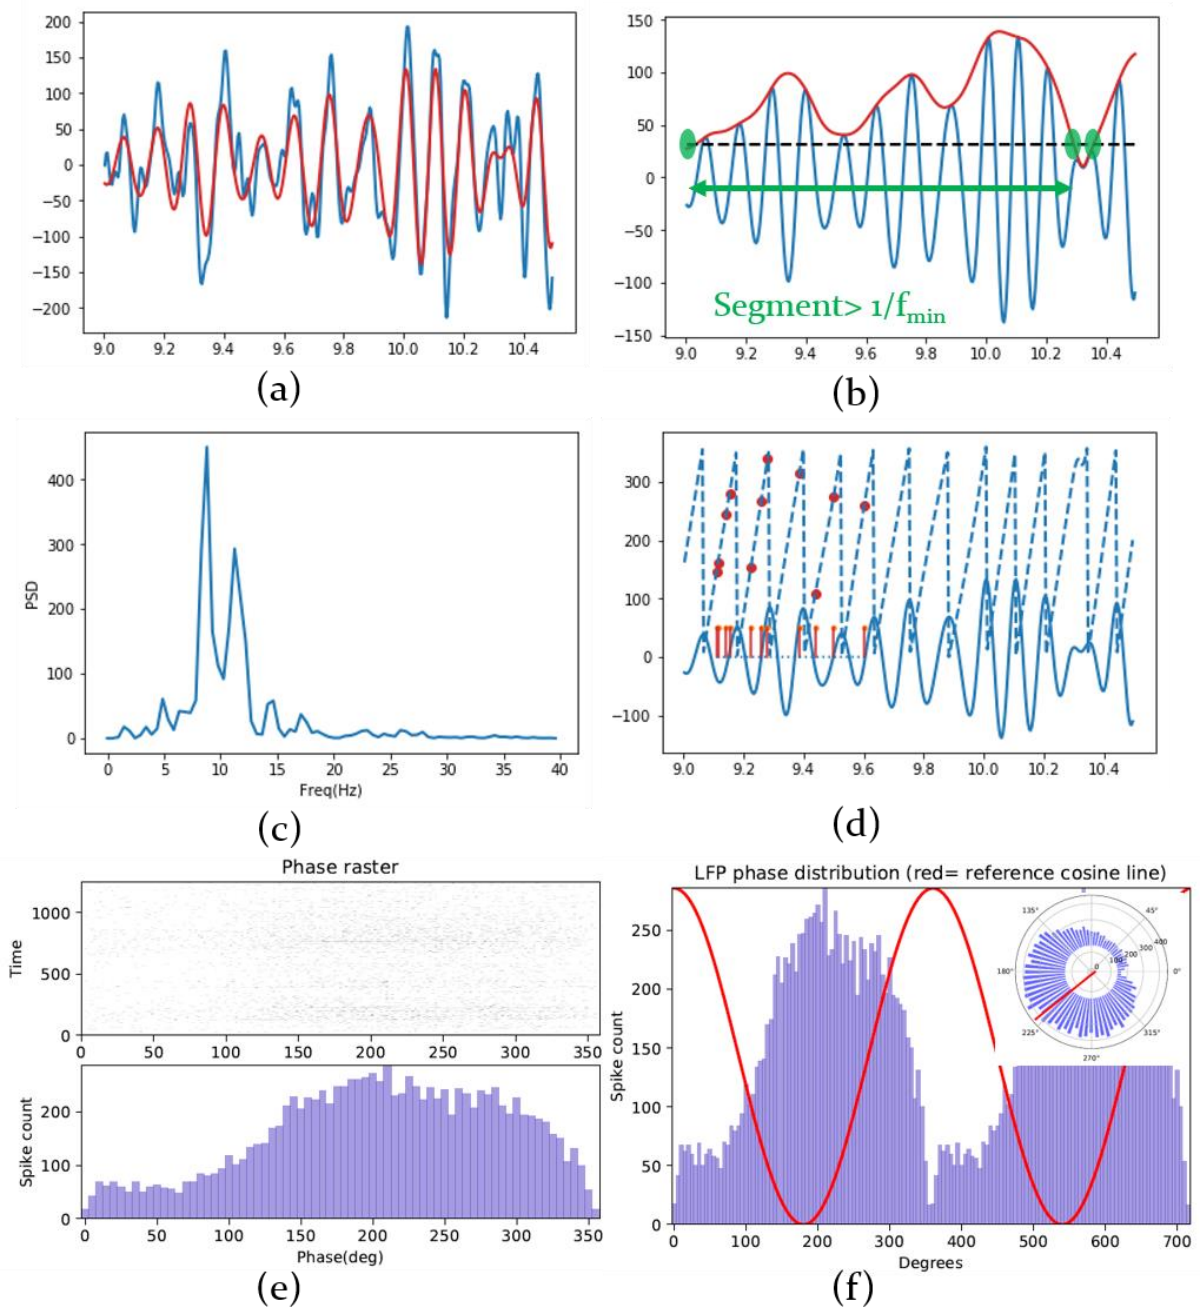 200
150
100
50
0
−50
−100
−150
−200
9.0 9.2 9.4 9.6 9.8 10.0 10.2 10.4
(a)
150
100
50
0
−50
−100
−150
Segment> 1/fmin
9.0 9.2 9.4 9.6 9.8 10.0 10.2 10.4
(b)
400
300
200
100
0
PSD
0 5 10 15 20 25 30 35 40
Freq(Hz)
(c)
300
200
100
0
−100
9.0 9.2 9.4 9.6 9.8 10.0 10.2 10.4
(d)
Phase raster
1000
500
0
Time
0 50 100 150 200 250 300 350
200
100
0
Spike count
0 50 100 150 200 250 300 350
Phase(deg)
(e)
LFP phase distribution (red= reference cosine line)
250
200
150
100
50
0
Spike count
135° 45°
180° 0 100 200 300 400 0°
225° 315°
270°
0 100 200 300 400 500 600 700
Degrees
(f)